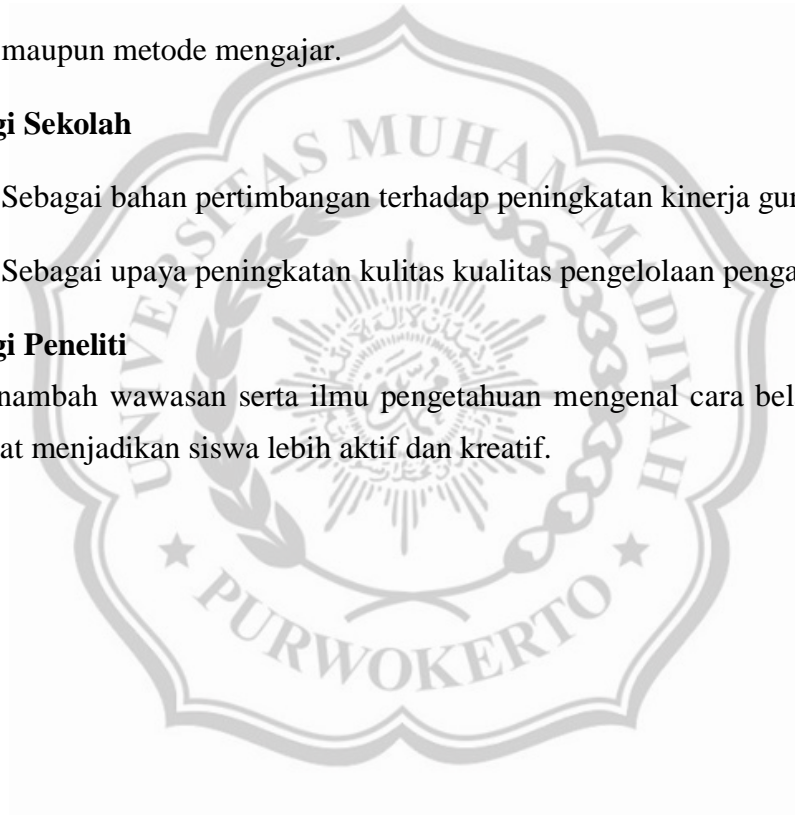 maupun metode mengajar.
gi Sekolah
Sebagai bahan pertimbangan terhadap peningkatan kinerja gur
Sebagai upaya peningkatan kulitas kualitas pengelolaan penga
gi Peneliti
nambah wawasan serta ilmu pengetahuan mengenal cara bel
at menjadikan siswa lebih aktif dan kreatif.
UNIVERSITAS MUHAMMADIYAH
PURWOKERTO